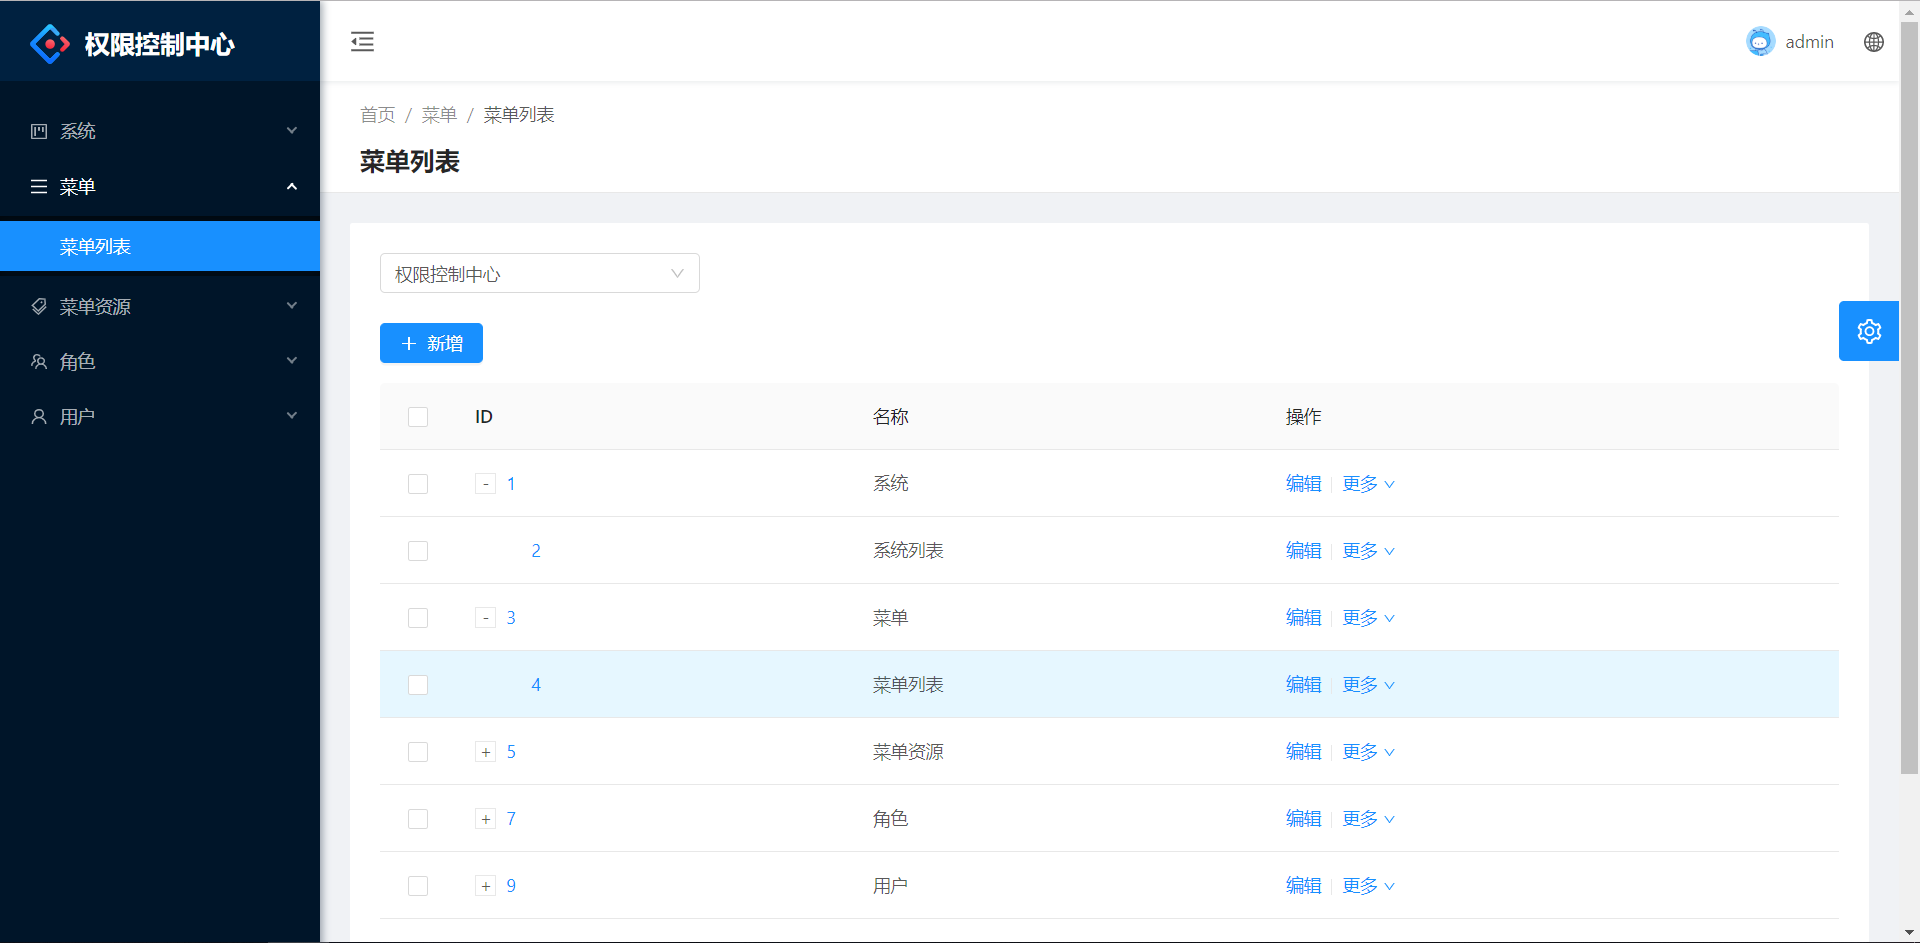 权限控制中心
admin
系统
菜单
菜单列表
菜单资源
角色
用户
首页 / 菜单 / 菜单列表
菜单列表
权限控制中心
+ 新增
ID 名称 操作
- 1 系统 编辑 更多
2 系统列表 编辑 更多
- 3 菜单 编辑 更多
4 菜单列表 编辑 更多
+ 5 菜单资源 编辑 更多
+ 7 角色 编辑 更多
+ 9 用户 编辑 更多